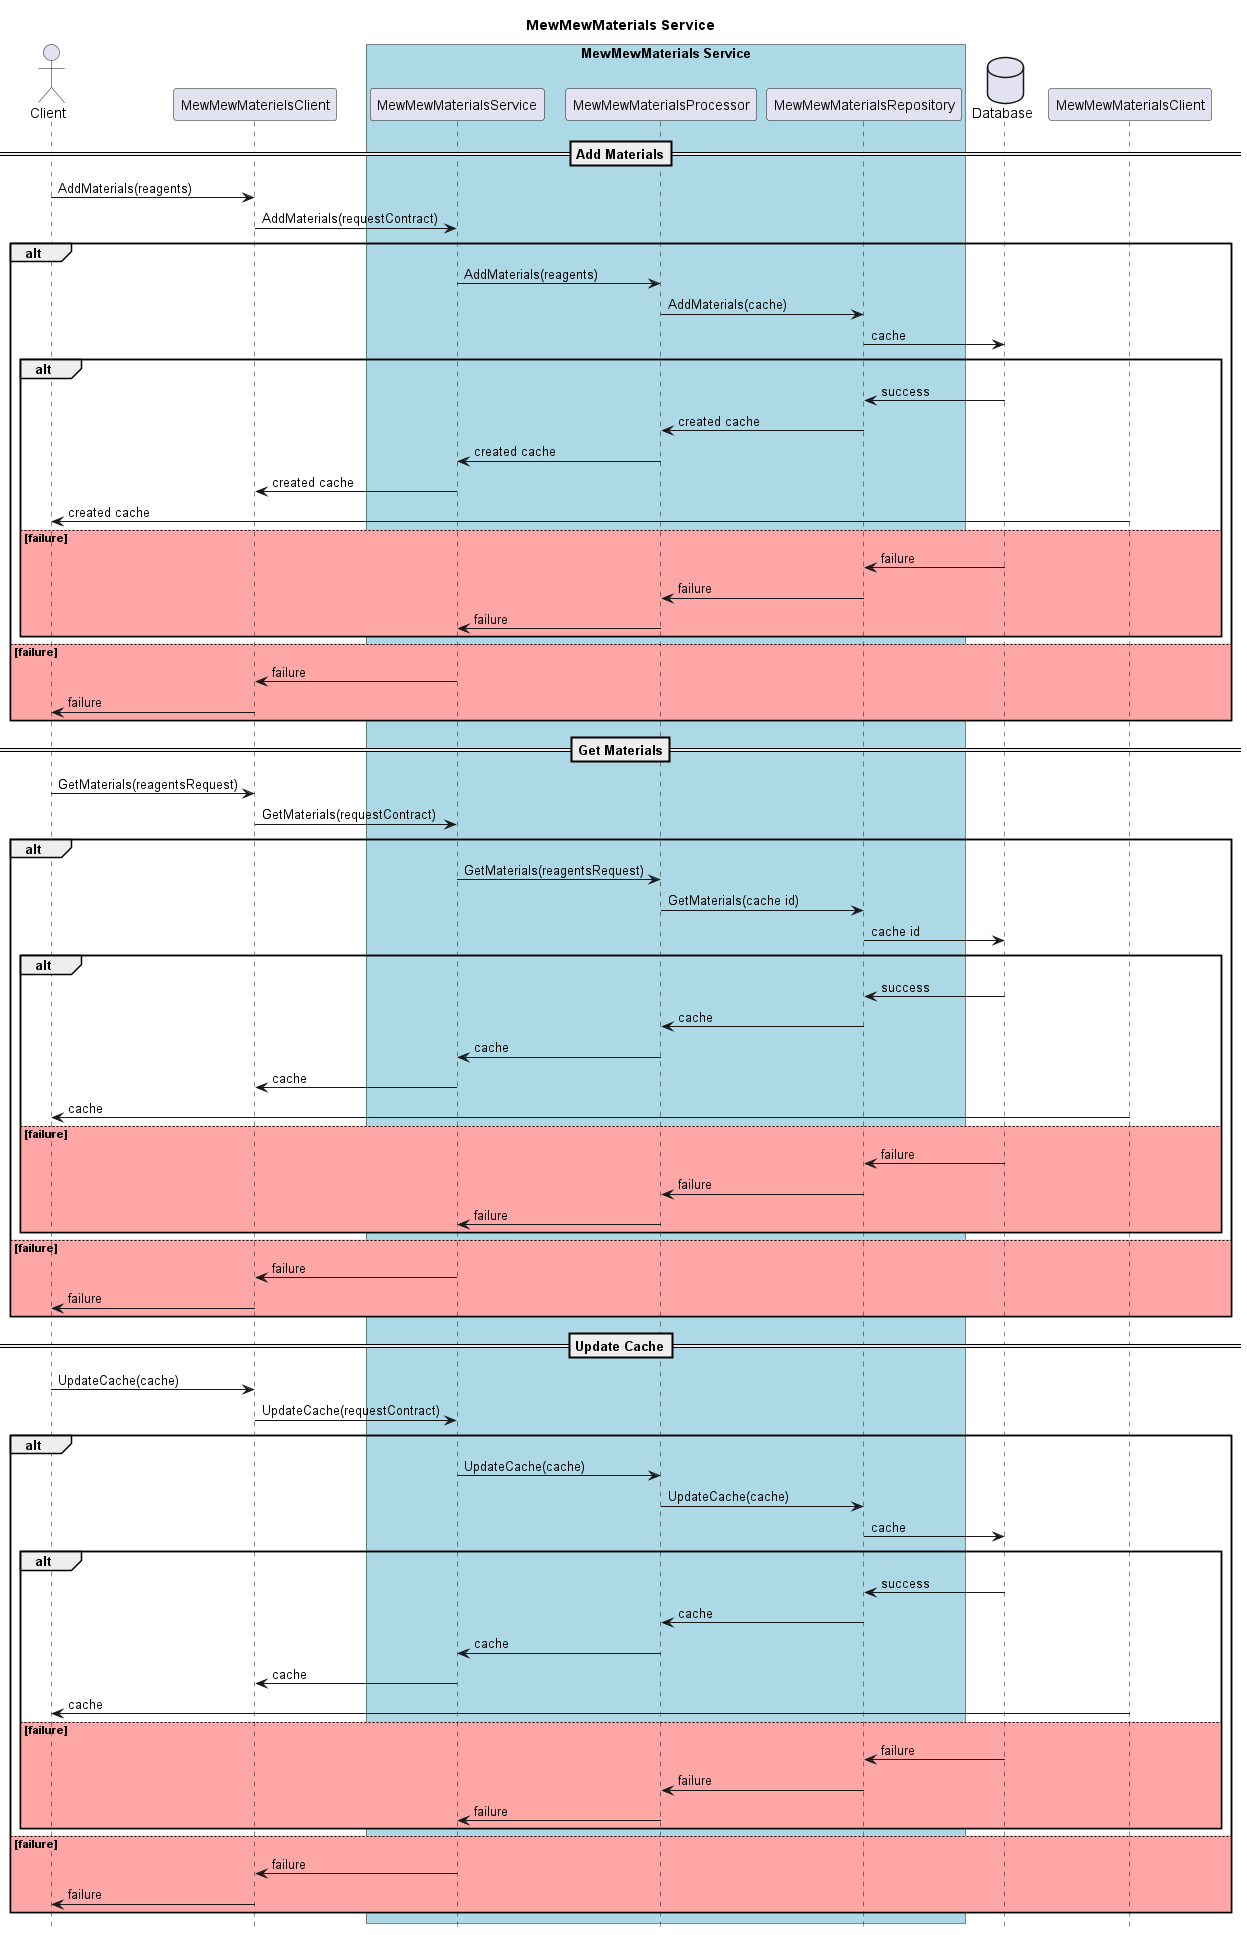 MewMewMaterials Service
MewMewMaterials Service
Client
MewMewMaterielsClient
MewMewMaterialsService
MewMewMaterialsProcessor
MewMewMaterialsRepository
Database
MewMewMaterialsClient
Add Materials
AddMaterials(reagents)
AddMaterials(requestContract)
alt
AddMaterials(reagents)
AddMaterials(cache)
cache
alt
success
created cache
created cache
created cache
created cache
[failure]
failure
failure
failure
[failure]
failure
failure
Get Materials
GetMaterials(reagentsRequest)
GetMaterials(requestContract)
alt
GetMaterials(reagentsRequest)
GetMaterials(cache id)
cache id
alt
success
cache
cache
cache
cache
[failure]
failure
failure
failure
[failure]
failure
failure
Update Cache
UpdateCache(cache)
UpdateCache(requestContract)
alt
UpdateCache(cache)
UpdateCache(cache)
cache
alt
success
cache
cache
cache
cache
[failure]
failure
failure
failure
[failure]
failure
failure